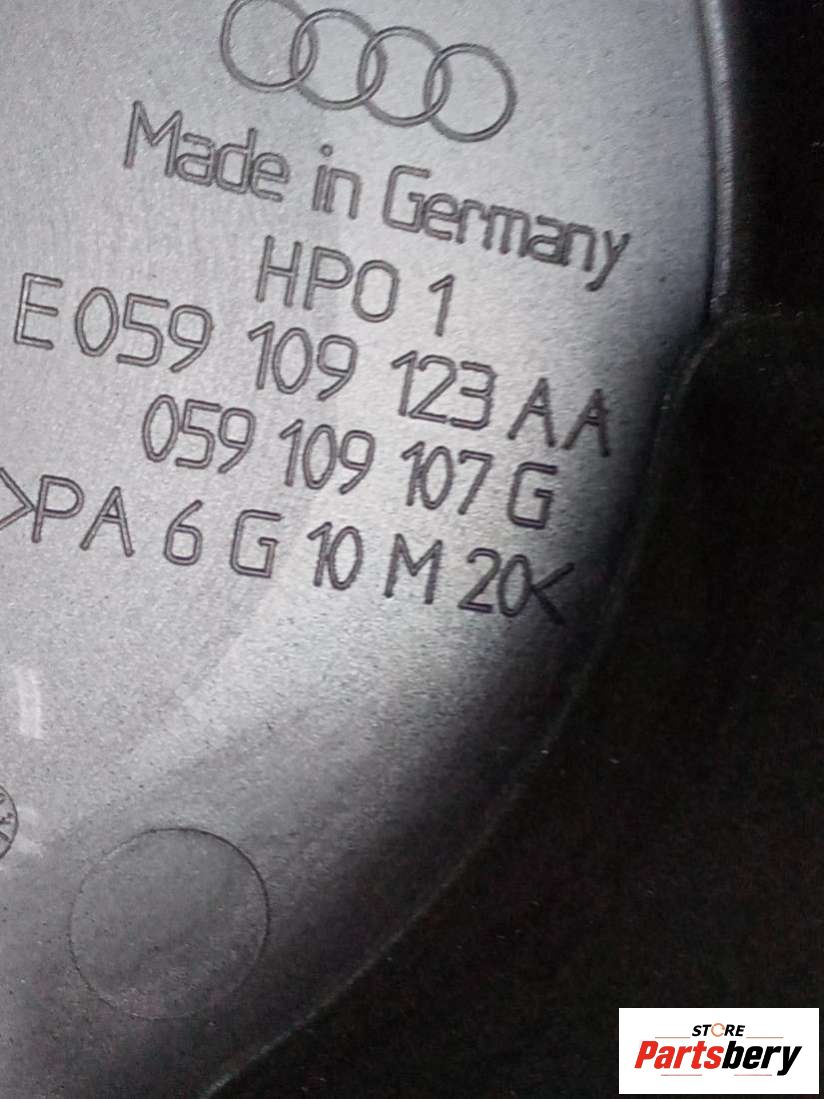 Made in Germany
HPO 1
E 059 109 123 AA
059 109 107 G
>PA 6 G 10 M 20<
STORE
Partsbery